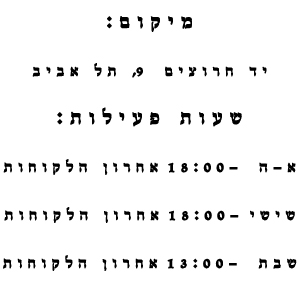 מיקום:
יד חרוצים 9, תל אביב
שעות פעילות:
א-ה 18:00- אחרון הלקוחות
שישי 18:00- אחרון הלקוחות
שבת 13:00- אחרון הלקוחות